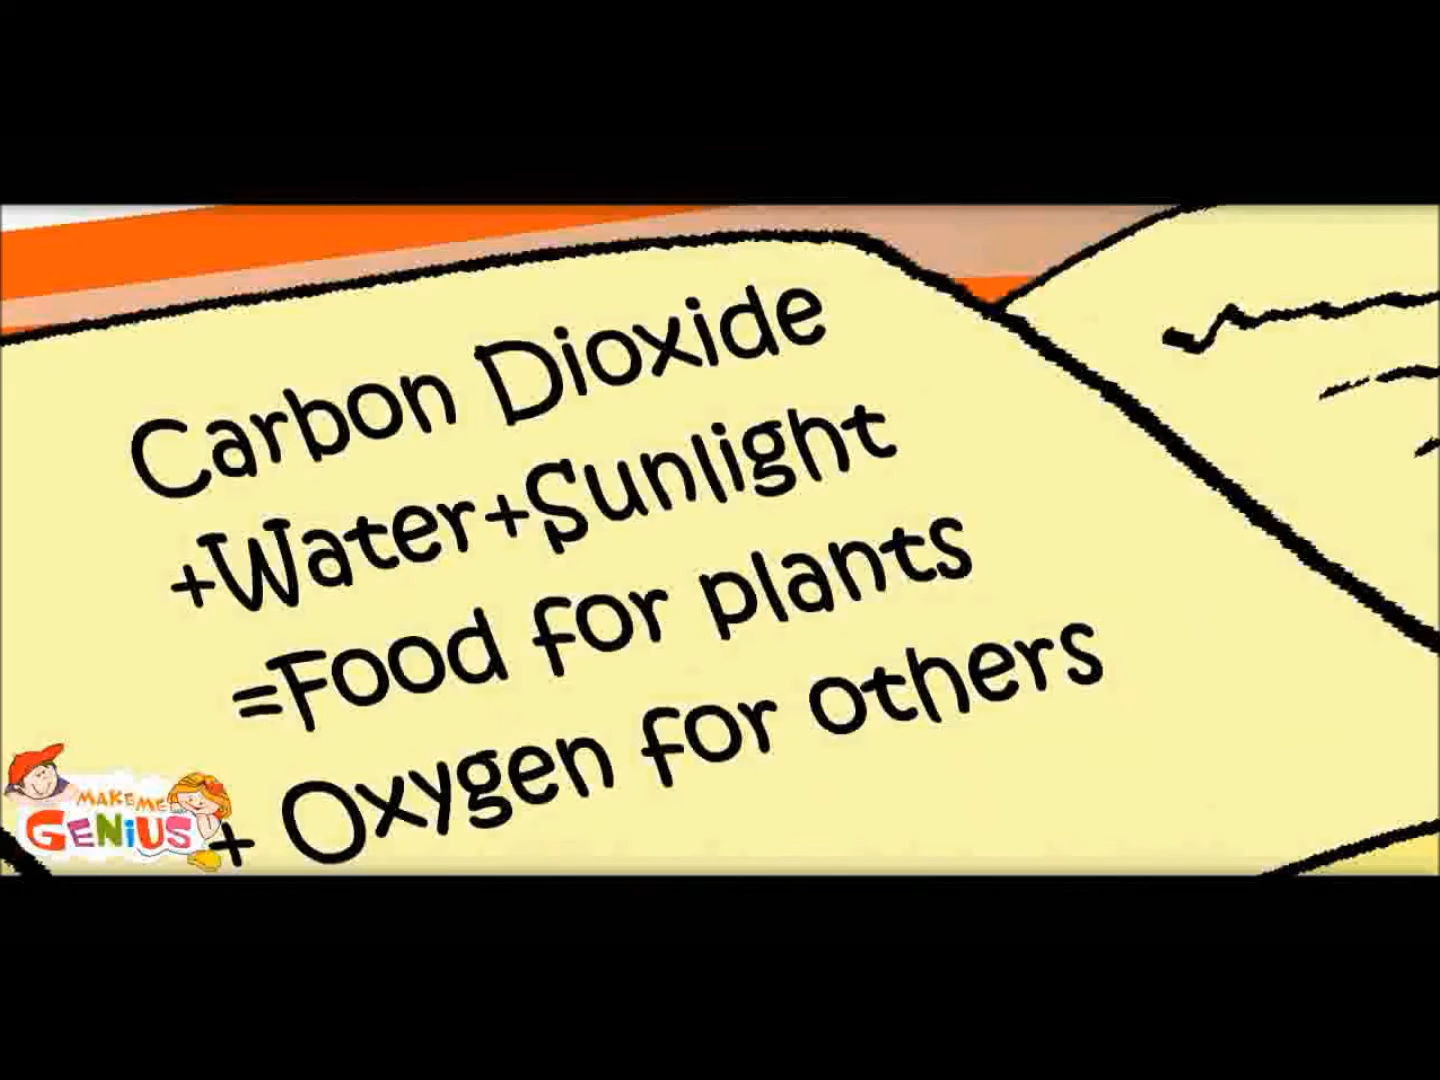 Carbon Dioxide
+Water+Sunlight
=Food for plants
+ Oxygen for others
MAKE ME
GENiUS